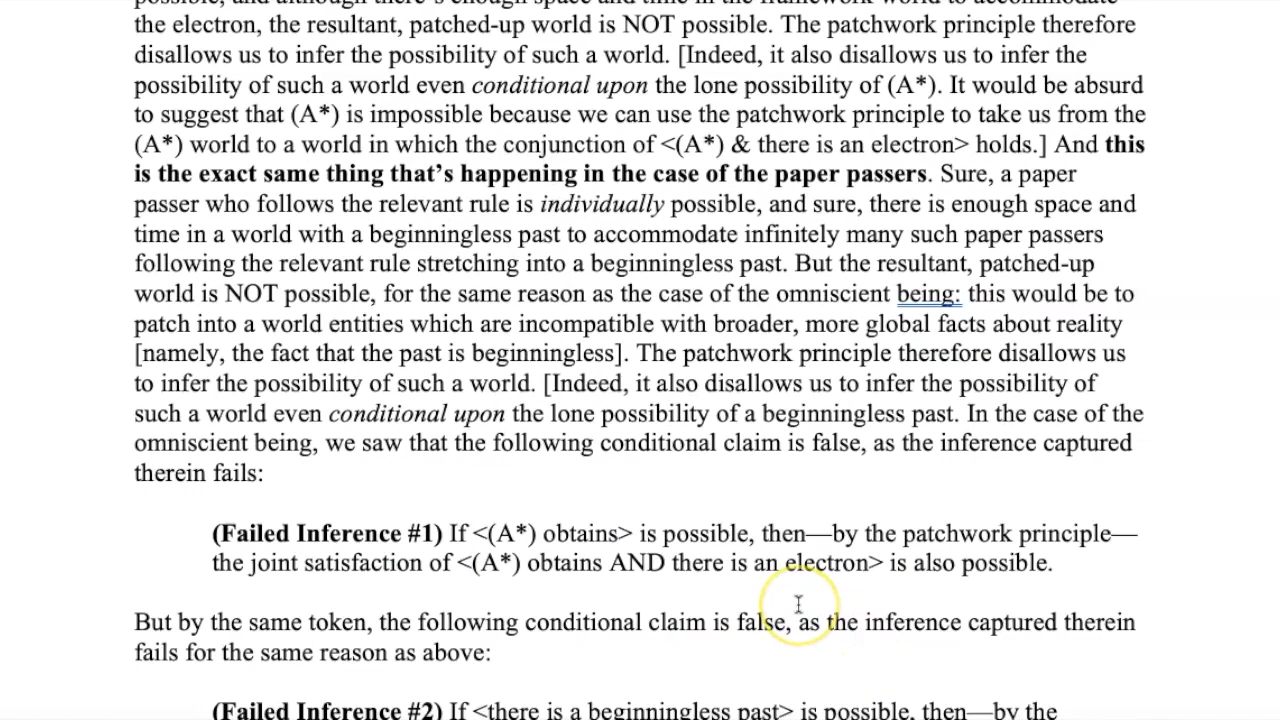 possible, and although there's enough space and time in the framework world to accommodate
the electron, the resultant, patched-up world is NOT possible. The patchwork principle therefore
disallows us to infer the possibility of such a world. [Indeed, it also disallows us to infer the
possibility of such a world even conditional upon the lone possibility of (A*). It would be absurd
to suggest that (A*) is impossible because we can use the patchwork principle to take us from the
(A*) world to a world in which the conjunction of <(A*) & there is an electron> holds.] And this
is the exact same thing that's happening in the case of the paper passers. Sure, a paper
passer who follows the relevant rule is individually possible, and sure, there is enough space and
time in a world with a beginningless past to accommodate infinitely many such paper passers
following the relevant rule stretching into a beginningless past. But the resultant, patched-up
world is NOT possible, for the same reason as the case of the omniscient being: this would be to
patch into a world entities which are incompatible with broader, more global facts about reality
[namely, the fact that the past is beginningless]. The patchwork principle therefore disallows us
to infer the possibility of such a world. [Indeed, it also disallows us to infer the possibility of
such a world even conditional upon the lone possibility of a beginningless past. In the case of the
omniscient being, we saw that the following conditional claim is false, as the inference captured
therein fails:
(Failed Inference #1) If <(A*) obtains> is possible, then—by the patchwork principle—
the joint satisfaction of <(A*) obtains AND there is an electron> is also possible.
But by the same token, the following conditional claim is false, as the inference captured therein
fails for the same reason as above:
(Failed Inference #2) If <there is a beginningless past> is possible, then—by the